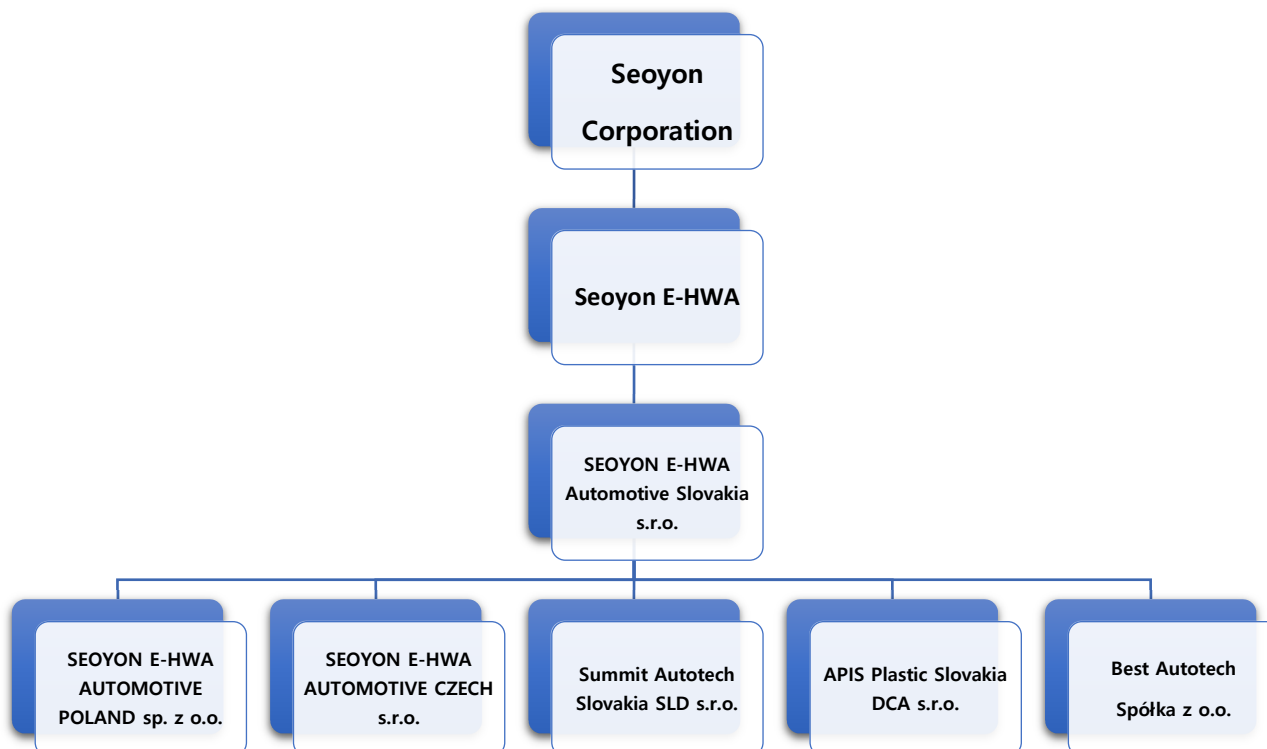 Seoyon
Corporation
Seoyon E-HWA
SEOYON E-HWA
Automotive Slovakia
s.r.o.
SEOYON E-HWA
AUTOMOTIVE
POLAND sp. z o.o.
SEOYON E-HWA
AUTOMOTIVE CZECH
s.r.o.
Summit Autotech
Slovakia SLD s.r.o.
APIS Plastic Slovakia
DCA s.r.o.
Best Autotech
Spółka z o.o.